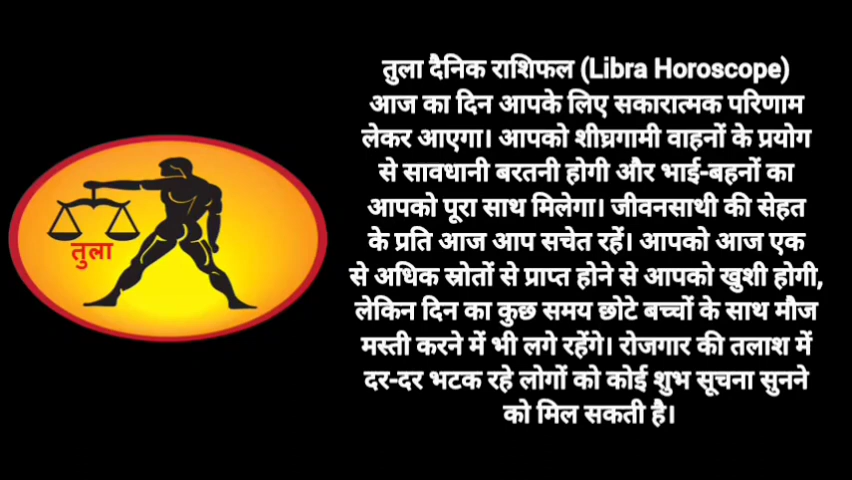 तुला दैनिक राशिफल (Libra Horoscope)
आज का दिन आपके लिए सकारात्मक परिणाम
लेकर आएगा। आपको शीघ्रगामी वाहनों के प्रयोग
से सावधानी बरतनी होगी और भाई-बहनों का
आपको पूरा साथ मिलेगा। जीवनसाथी की सेहत
के प्रति आज आप सचेत रहें। आपको आज एक
से अधिक स्रोतों से प्राप्त होने से आपको खुशी होगी,
लेकिन दिन का कुछ समय छोटे बच्चों के साथ मौज
मस्ती करने में भी लगे रहेंगे। रोजगार की तलाश में
दर-दर भटक रहे लोगों को कोई शुभ सूचना सुनने
को मिल सकती है।
तुला